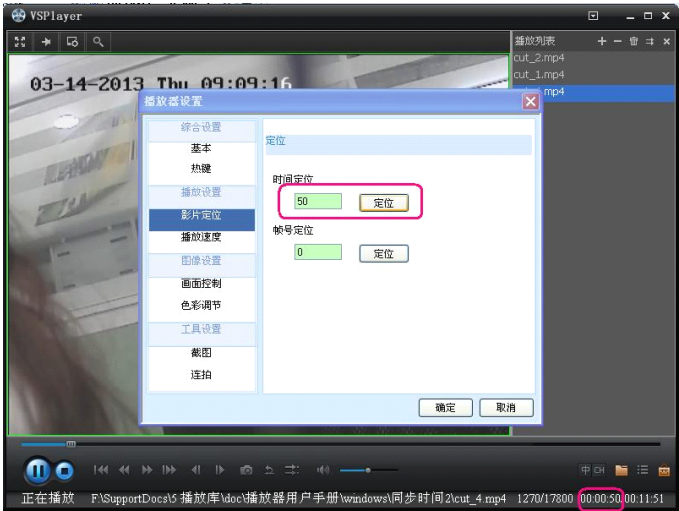 VSPlayer
播放列表
03-14-2013 Thu 09:09:16
cut_2.mp4
cut_1.mp4
mp4
播放器设置
综合设置
基本
热键
播放设置
影片定位
播放速度
图像设置
画面控制
色彩调节
工具设置
截图
连拍
定位
时间定位
50 定位
帧号定位
0 定位
确定 取消
中 CH
正在播放 F:\SupportDocs\5 播放库\doc\播放器用户手册\windows\同步时间2\cut_4.mp4 1270/17800 00:00:50/00:11:51